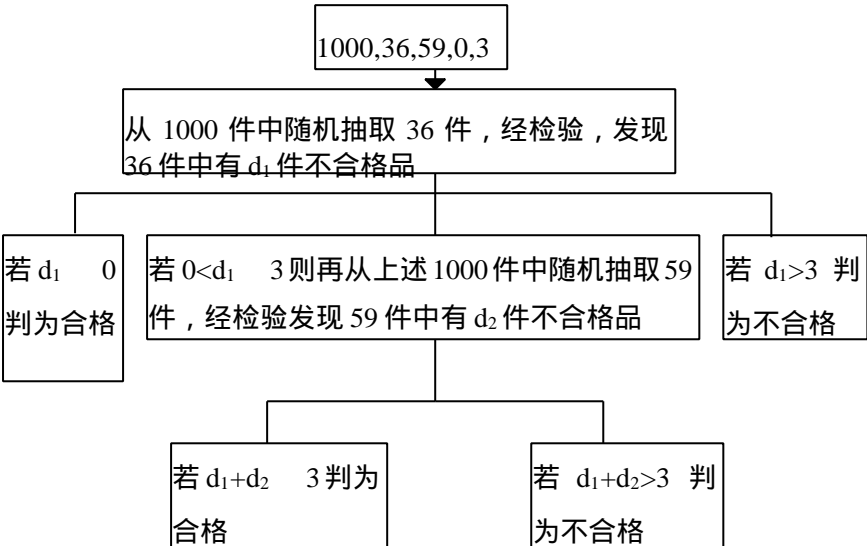 1000,36,59,0,3
从 1000 件中随机抽取 36 件，经检验，发现
36 件中有 d₁ 件不合格品
若 d₁ 0
判为合格
若 0<d₁ 3 则再从上述 1000 件中随机抽取 59
件，经检验发现 59 件中有 d₂ 件不合格品
若 d₁>3 判
为不合格
若 d₁+d₂ 3 判为
合格
若 d₁+d₂>3 判
为不合格